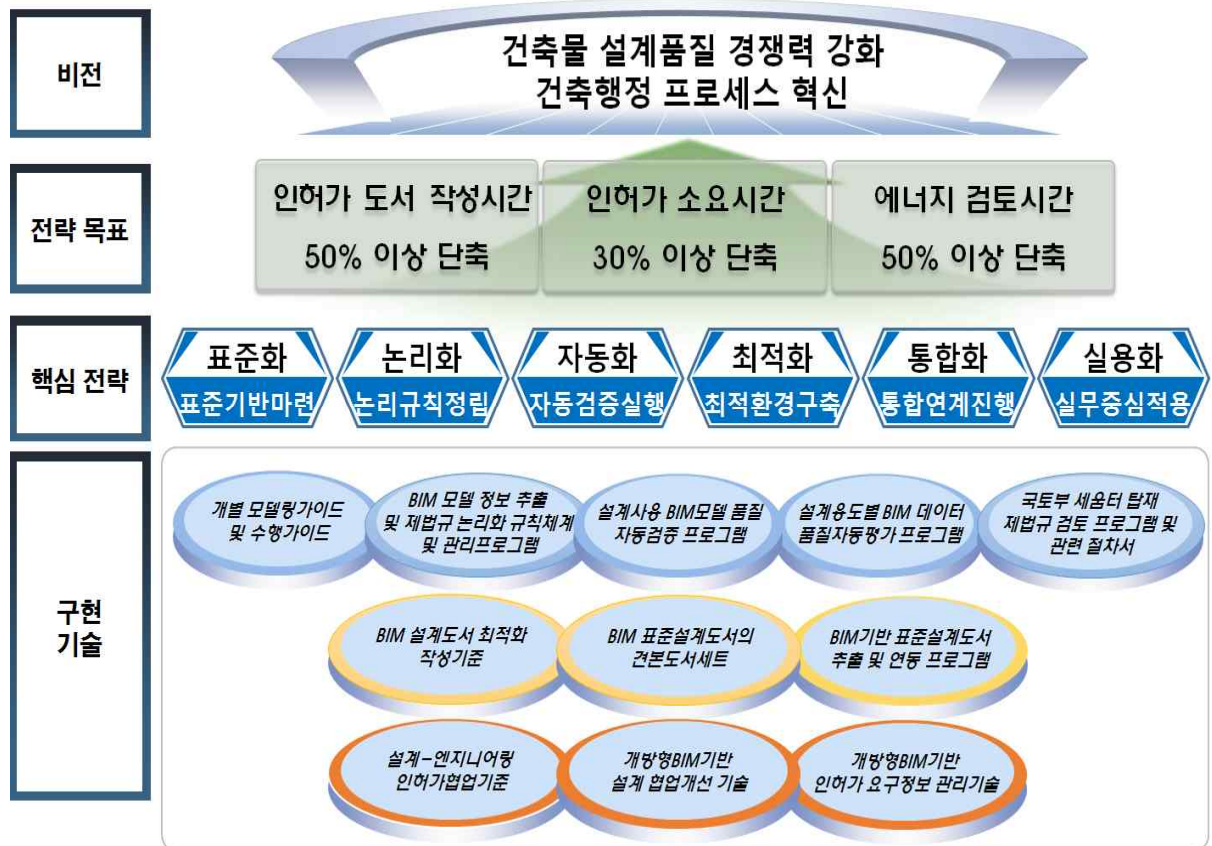 비전
건축물 설계품질 경쟁력 강화
건축행정 프로세스 혁신
전략 목표
인허가 도서 작성시간
50% 이상 단축
인허가 소요시간
30% 이상 단축
에너지 검토시간
50% 이상 단축
핵심 전략
표준화
표준기반마련
논리화
논리규칙정립
자동화
자동검증실행
최적화
최적환경구축
통합화
통합연계진행
실용화
실무중심적용
구현
기술
개별 모델링가이드
및 수행가이드
BIM 모델 정보 추출
및 제법규 논리화 규칙체계
및 관리프로그램
설계사용 BIM모델 품질
자동검증 프로그램
설계용도별 BIM 데이터
품질자동평가 프로그램
국토부 세움터 탑재
제법규 검토 프로그램 및
관련 절차서
BIM 설계도서 최적화
작성기준
BIM 표준설계도서의
견본도서세트
BIM기반 표준설계도서
추출 및 연동 프로그램
설계-엔지니어링
인허가협업기준
개방형BIM기반
설계 협업개선 기술
개방형BIM기반
인허가 요구정보 관리기술